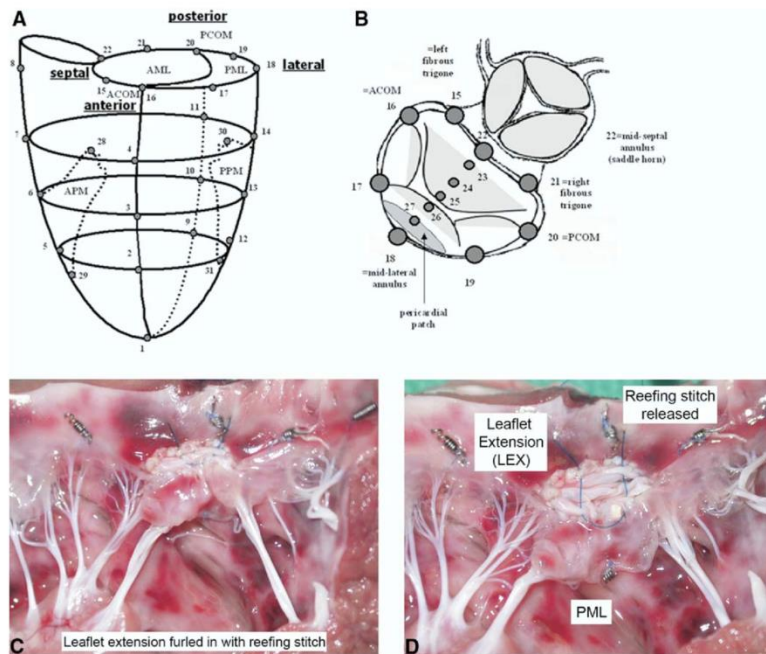 A
posterior
PCOM
21
20
19
22
8
septal
AML
PML
18
lateral
15
ACOM
16
17
anterior
11
30
7
28
4
14
PPM
10
APM
6
13
3
9
5
12
2
29
31
1
B
=left
fibrous
trigone
=ACOM
16
15
22
22=mid-septal
annulus
(saddle horn)
23
17
24
21=right
fibrous
trigone
25
27
26
20 =PCOM
18
=mid-lateral
annulus
19
pericardial
patch
Leaflet extension furled in with reefing stitch
C
Leaflet
Extension
(LEX)
Reefing stitch
released
PML
D